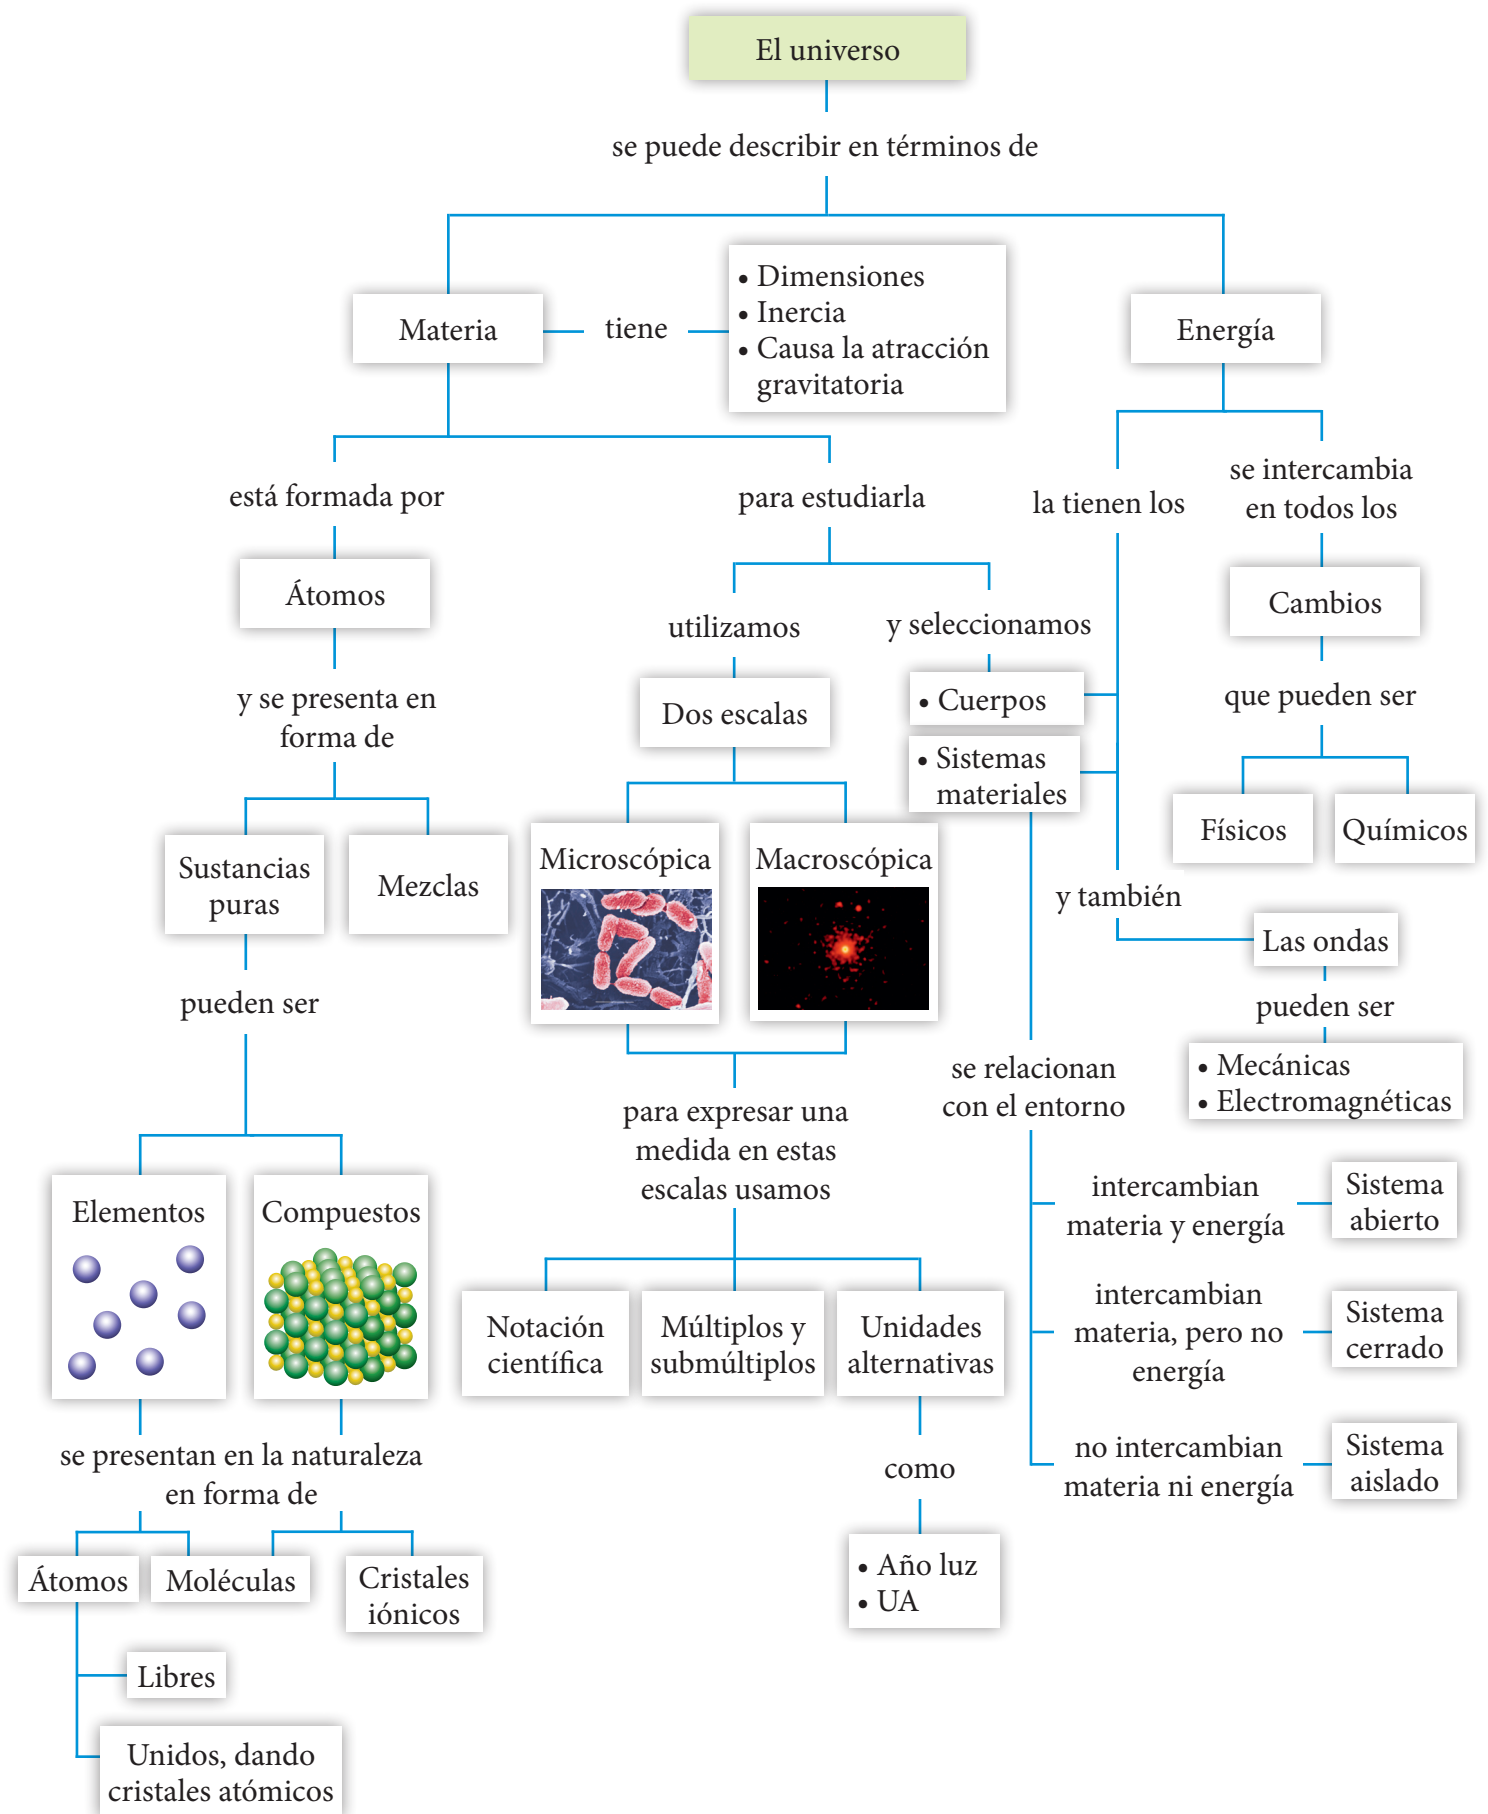 El universo
se puede describir en términos de
Materia
tiene
• Dimensiones
• Inercia
• Causa la atracción
gravitatoria
Energía
está formada por
para estudiarla
la tienen los
se intercambia
en todos los
Átomos
utilizamos
y seleccionamos
Cambios
y se presenta en
forma de
Dos escalas
• Cuerpos
• Sistemas
materiales
que pueden ser
Sustancias
puras
Mezclas
Microscópica
Macroscópica
Físicos
Químicos
y también
Las ondas
pueden ser
• Mecánicas
• Electromagnéticas
pueden ser
para expresar una
medida en estas
escalas usamos
se relacionan
con el entorno
Elementos
Compuestos
intercambian
materia y energía
Sistema
abierto
intercambian
materia, pero no
energía
Sistema
cerrado
no intercambian
materia ni energía
Sistema
aislado
Notación
científica
Múltiplos y
submúltiplos
Unidades
alternativas
como
• Año luz
• UA
se presentan en la naturaleza
en forma de
Átomos
Moléculas
Cristales
iónicos
Libres
Unidos, dando
cristales atómicos